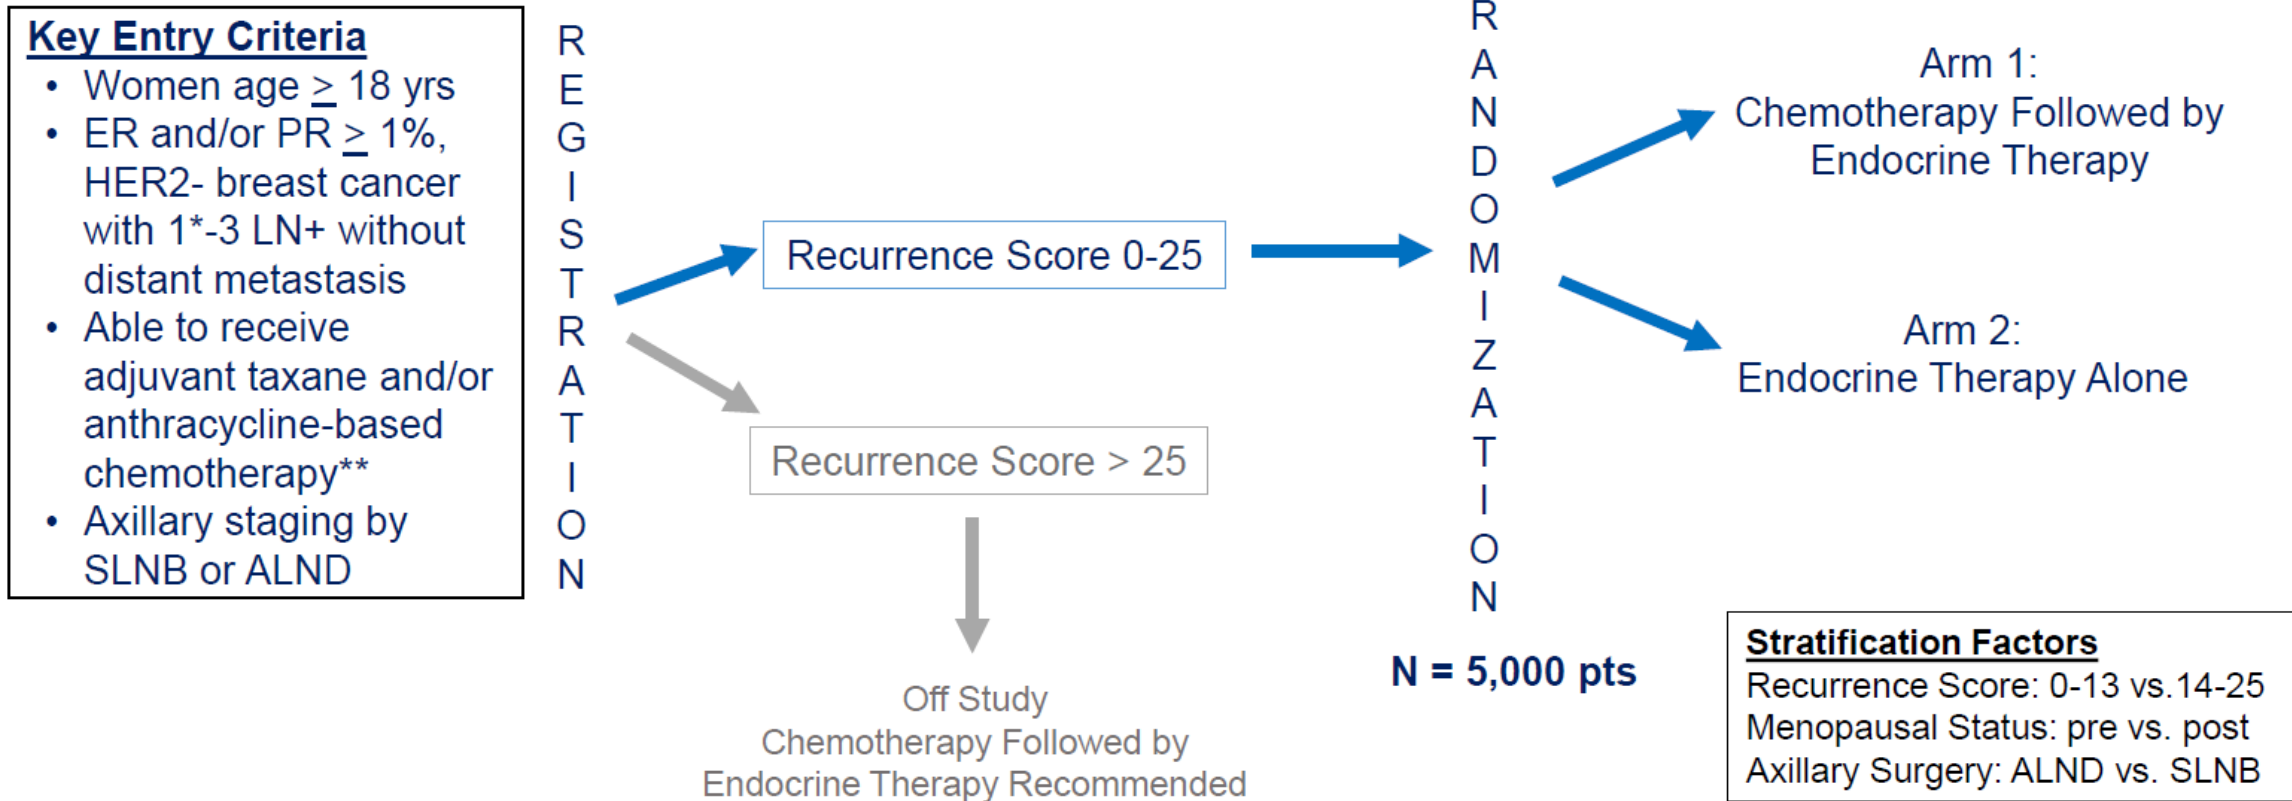 Key Entry Criteria
• Women age ≥ 18 yrs
• ER and/or PR ≥ 1%,
HER2- breast cancer
with 1*-3 LN+ without
distant metastasis
• Able to receive
adjuvant taxane and/or
anthracycline-based
chemotherapy**
• Axillary staging by
SLNB or ALND
REGISTRATION
Recurrence Score 0-25
Recurrence Score > 25
Off Study
Chemotherapy Followed by
Endocrine Therapy Recommended
RANDOMIZATION
N = 5,000 pts
Arm 1:
Chemotherapy Followed by
Endocrine Therapy
Arm 2:
Endocrine Therapy Alone
Stratification Factors
Recurrence Score: 0-13 vs.14-25
Menopausal Status: pre vs. post
Axillary Surgery: ALND vs. SLNB